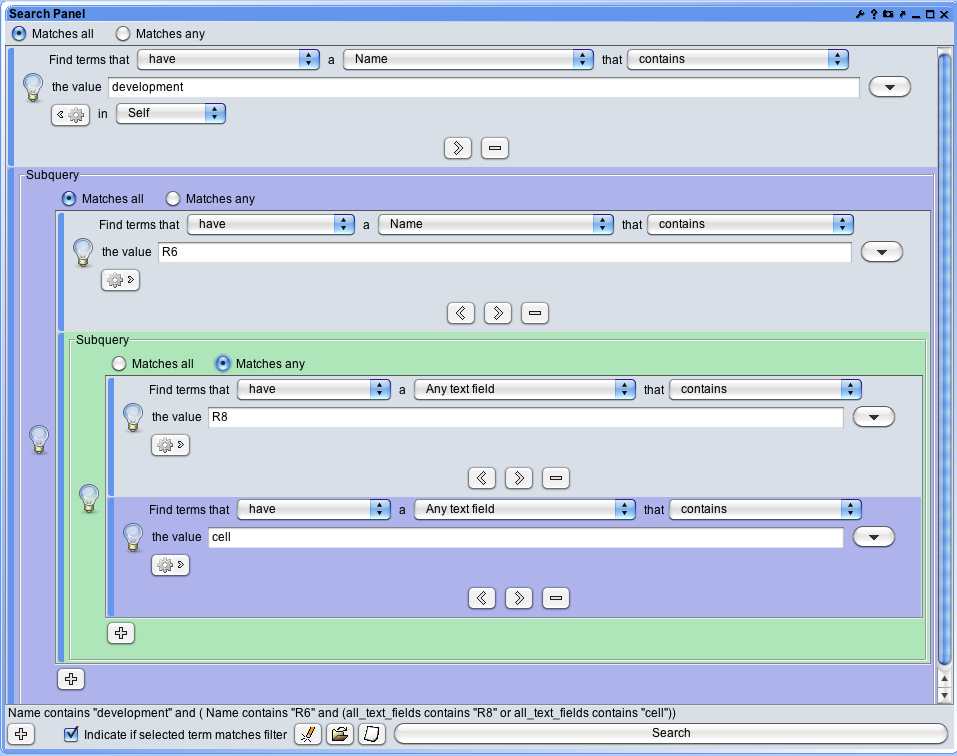 Search Panel
Matches all Matches any
Find terms that have a Name that contains
the value development
in Self
Subquery
Matches all Matches any
Find terms that have a Name that contains
the value R6
Subquery
Matches all Matches any
Find terms that have a Any text field that contains
the value R8
Find terms that have a Any text field that contains
the value cell
Name contains "development" and ( Name contains "R6" and (all_text_fields contains "R8" or all_text_fields contains "cell"))
Indicate if selected term matches filter Search